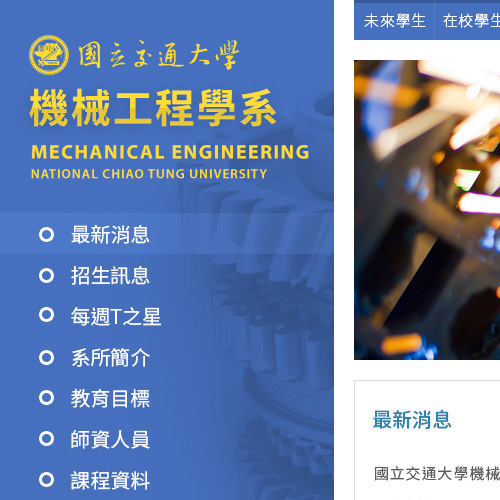 國立交通大學
機械工程學系
MECHANICAL ENGINEERING
NATIONAL CHIAO TUNG UNIVERSITY
最新消息
招生訊息
每週T之星
系所簡介
教育目標
師資人員
課程資料
未來學生 在校學生
最新消息
國立交通大學機械